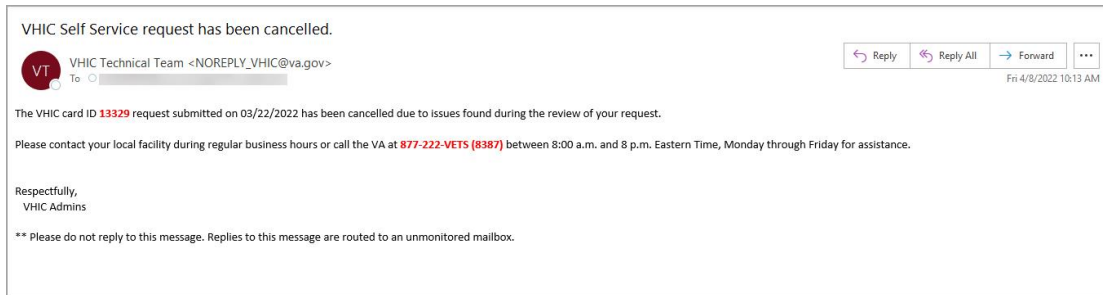 VHIC Self Service request has been cancelled.
VT
VHIC Technical Team <NOREPLY_VHIC@va.gov>
To
Reply
Reply All
Forward
...
Fri 4/8/2022 10:13 AM
The VHIC card ID 13329 request submitted on 03/22/2022 has been cancelled due to issues found during the review of your request.
Please contact your local facility during regular business hours or call the VA at 877-222-VETS (8387) between 8:00 a.m. and 8 p.m. Eastern Time, Monday through Friday for assistance.
Respectfully,
VHIC Admins
** Please do not reply to this message. Replies to this message are routed to an unmonitored mailbox.